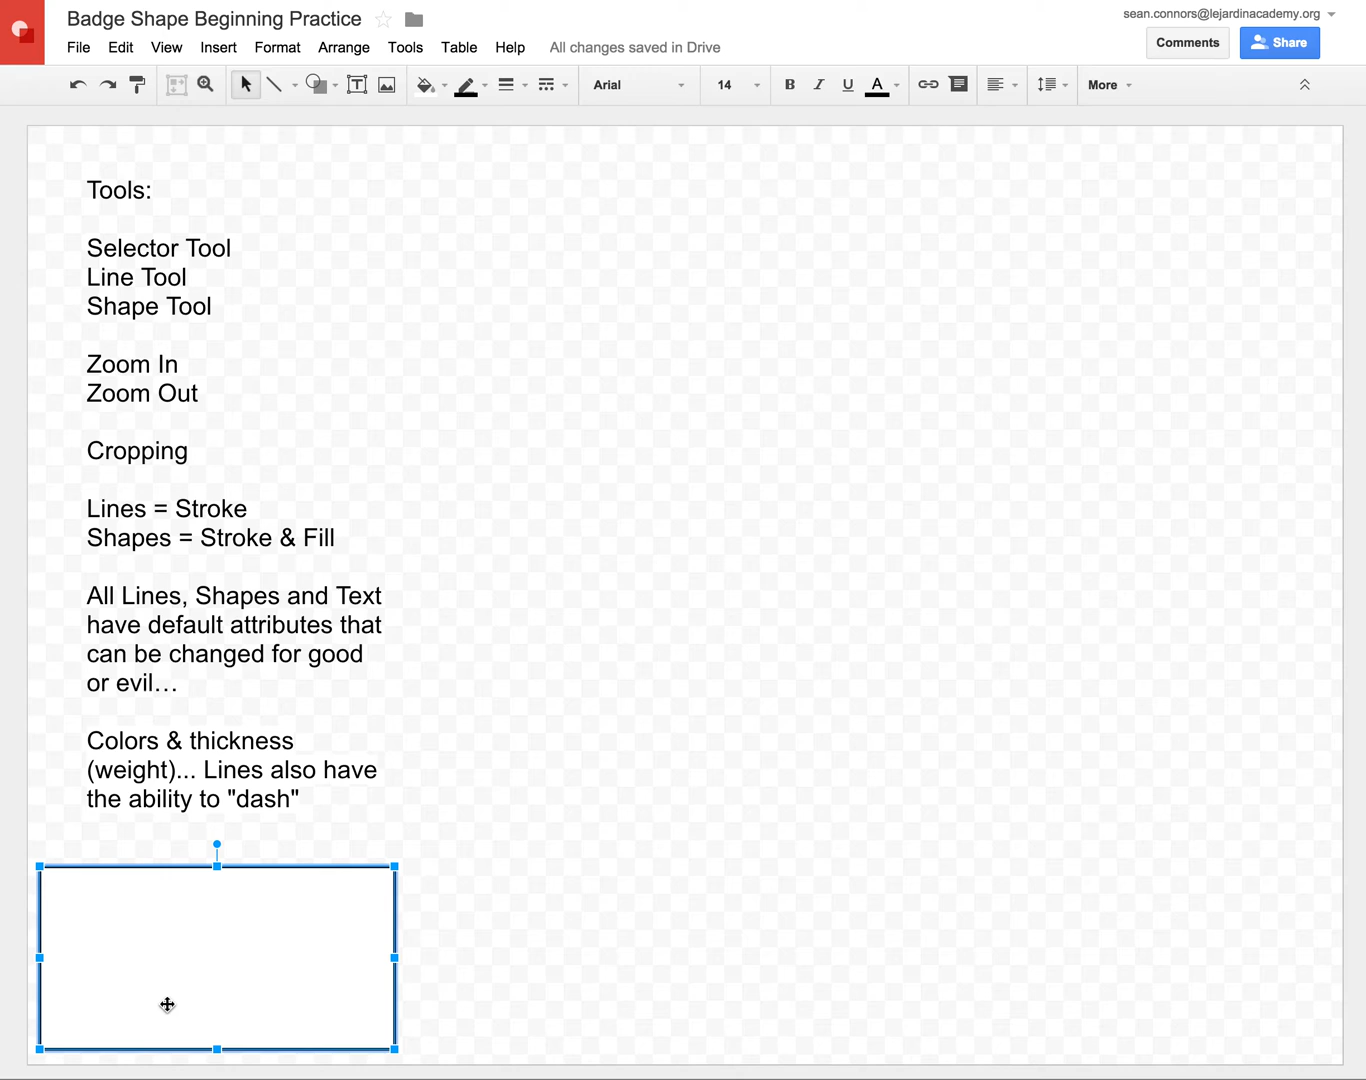 Badge Shape Beginning Practice
sean.connors@lejardinacademy.org
File Edit View Insert Format Arrange Tools Table Help All changes saved in Drive
Comments Share
Arial 14 B I U A More
Tools:
Selector Tool
Line Tool
Shape Tool
Zoom In
Zoom Out
Cropping
Lines = Stroke
Shapes = Stroke & Fill
All Lines, Shapes and Text
have default attributes that
can be changed for good
or evil…
Colors & thickness
(weight)... Lines also have
the ability to "dash"